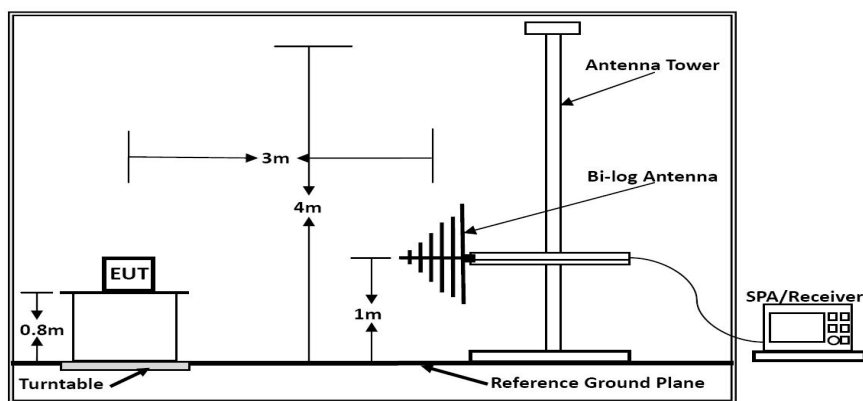 Antenna Tower
3m
Bi-log Antenna
4m
EUT
SPA/Receiver
0.8m
1m
Turntable
Reference Ground Plane